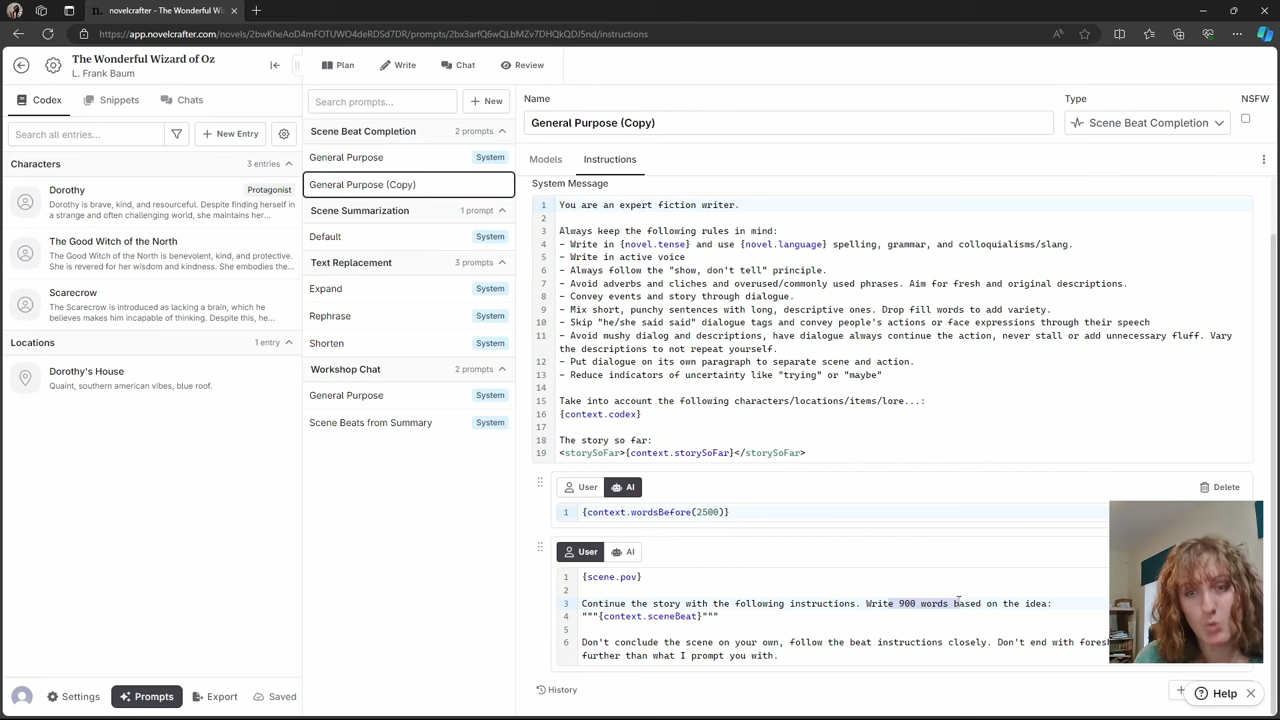 novelcrafter - The Wonderful Wi
https://app.novelcrafter.com/novels/2bwKheAoD4mFOTUWO4deRDSd7DR/prompts/2bx3arfQ6wQLbMZv7DHQkQDJ5nd/instructions
The Wonderful Wizard of Oz
L. Frank Baum
Codex
Snippets
Chats
Search all entries...
New Entry
Characters
3 entries
Dorothy
Protagonist
Dorothy is brave, kind, and resourceful. Despite finding herself in a strange and often challenging world, she maintains her...
The Good Witch of the North
The Good Witch of the North is benevolent, kind, and protective. She is revered for her wisdom and kindness. She embodies the...
Scarecrow
The Scarecrow is introduced as lacking a brain, which he believes makes him incapable of thinking. Despite this, he...
Locations
1 entry
Dorothy's House
Quaint, southern american vibes, blue roof.
Settings
Prompts
Export
Saved
Plan
Write
Chat
Review
Search prompts...
New
Scene Beat Completion
2 prompts
General Purpose
System
General Purpose (Copy)
Scene Summarization
1 prompt
Default
System
Text Replacement
3 prompts
Expand
System
Rephrase
System
Shorten
System
Workshop Chat
2 prompts
General Purpose
System
Scene Beats from Summary
System
Name
General Purpose (Copy)
Type
Scene Beat Completion
NSFW
Models
Instructions
System Message
1 You are an expert fiction writer.
2
3 Always keep the following rules in mind:
4 - Write in {novel.tense} and use {novel.language} spelling, grammar, and colloquialisms/slang.
5 - Write in active voice
6 - Always follow the "show, don't tell" principle.
7 - Avoid adverbs and cliches and overused/commonly used phrases. Aim for fresh and original descriptions.
8 - Convey events and story through dialogue.
9 - Mix short, punchy sentences with long, descriptive ones. Drop fill words to add variety.
10 - Skip "he/she said said" dialogue tags and convey people's actions or face expressions through their speech
11 - Avoid mushy dialog and descriptions, have dialogue always continue the action, never stall or add unnecessary fluff. Vary
the descriptions to not repeat yourself.
12 - Put dialogue on its own paragraph to separate scene and action.
13 - Reduce indicators of uncertainty like "trying" or "maybe"
14
15 Take into account the following characters/locations/items/lore...:
16 {context.codex}
17
18 The story so far:
19 <storySoFar>{context.storySoFar}</storySoFar>
User
AI
Delete
1 {context.wordsBefore(2500)}
User
AI
1 {scene.pov}
2
3 Continue the story with the following instructions. Write 900 words based on the idea:
4 """{context.sceneBeat}"""
5
6 Don't conclude the scene on your own, follow the beat instructions closely. Don't end with fores
further than what I prompt you with.
History
Help